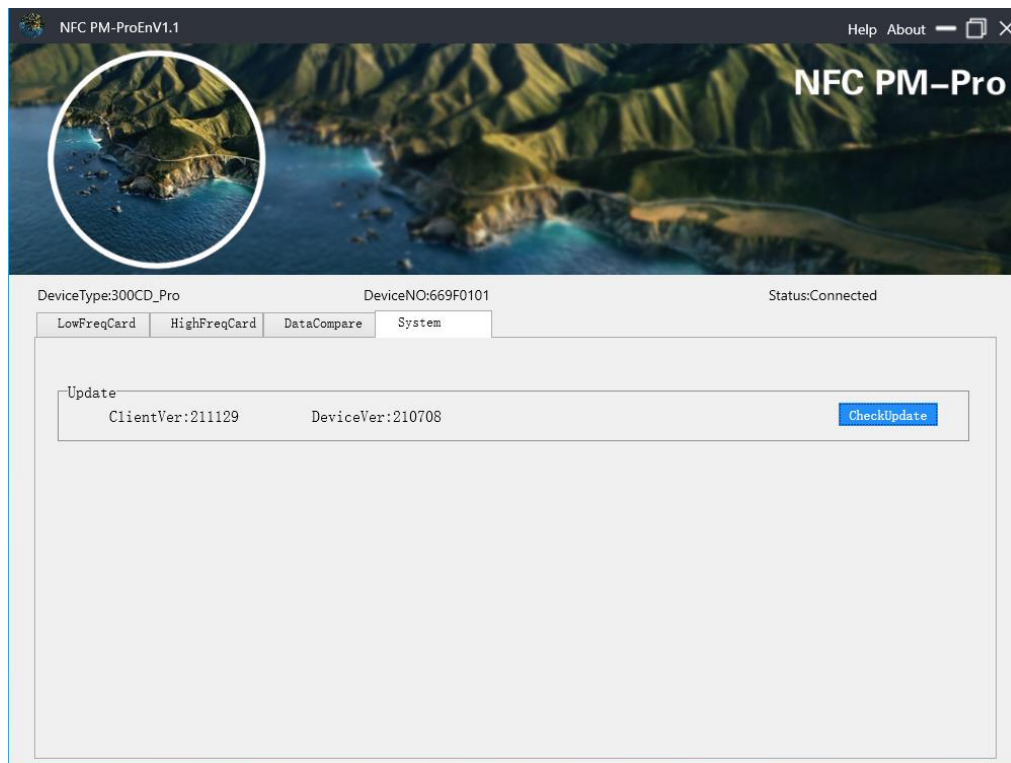 NFC PM-ProEnV1.1
Help About
NFC PM-Pro
DeviceType:300CD_Pro DeviceNO:669F0101 Status:Connected
LowFreqCard HighFreqCard DataCompare System
Update
ClientVer:211129 DeviceVer:210708 CheckUpdate